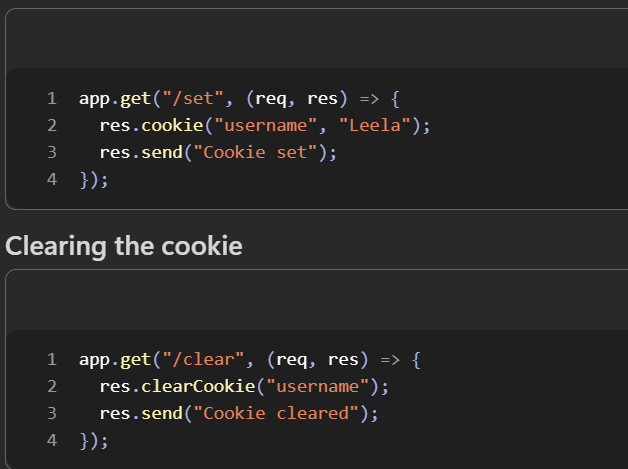 1 app.get("/set", (req, res) => {
2   res.cookie("username", "Leela");
3   res.send("Cookie set");
4 });
Clearing the cookie
1 app.get("/clear", (req, res) => {
2   res.clearCookie("username");
3   res.send("Cookie cleared");
4 });